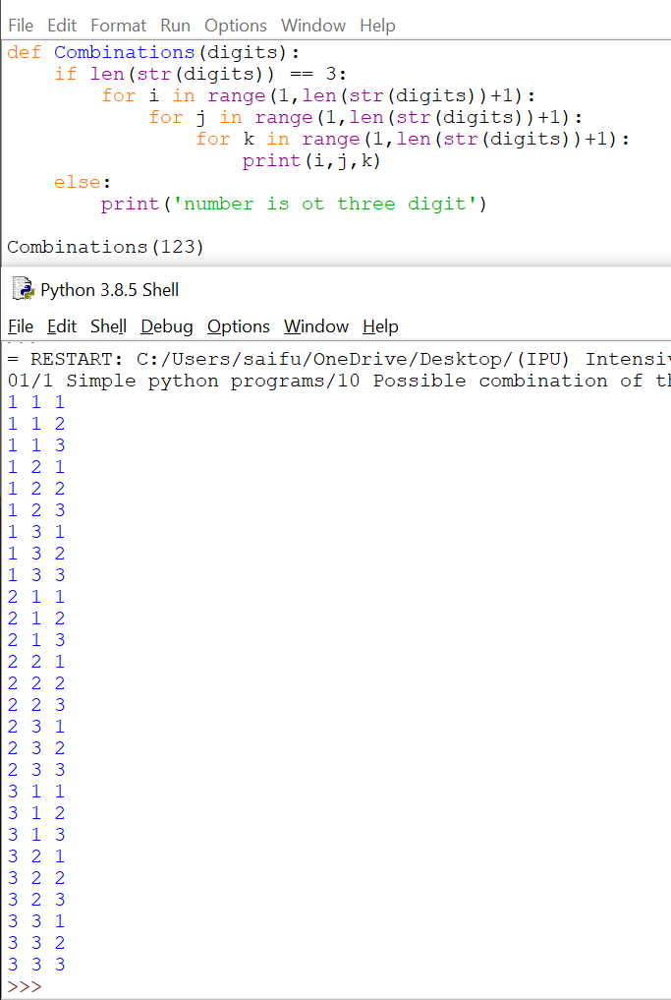 File Edit Format Run Options Window Help
def Combinations(digits):
    if len(str(digits)) == 3:
        for i in range(1,len(str(digits))+1):
            for j in range(1,len(str(digits))+1):
                for k in range(1,len(str(digits))+1):
                    print(i,j,k)
    else:
        print('number is ot three digit')
Combinations(123)
Python 3.8.5 Shell
File Edit Shell Debug Options Window Help
= RESTART: C:/Users/saifu/OneDrive/Desktop/(IPU) Intensiv
01/1 Simple python programs/10 Possible combination of th
1 1 1
1 1 2
1 1 3
1 2 1
1 2 2
1 2 3
1 3 1
1 3 2
1 3 3
2 1 1
2 1 2
2 1 3
2 2 1
2 2 2
2 2 3
2 3 1
2 3 2
2 3 3
3 1 1
3 1 2
3 1 3
3 2 1
3 2 2
3 2 3
3 3 1
3 3 2
3 3 3
>>>